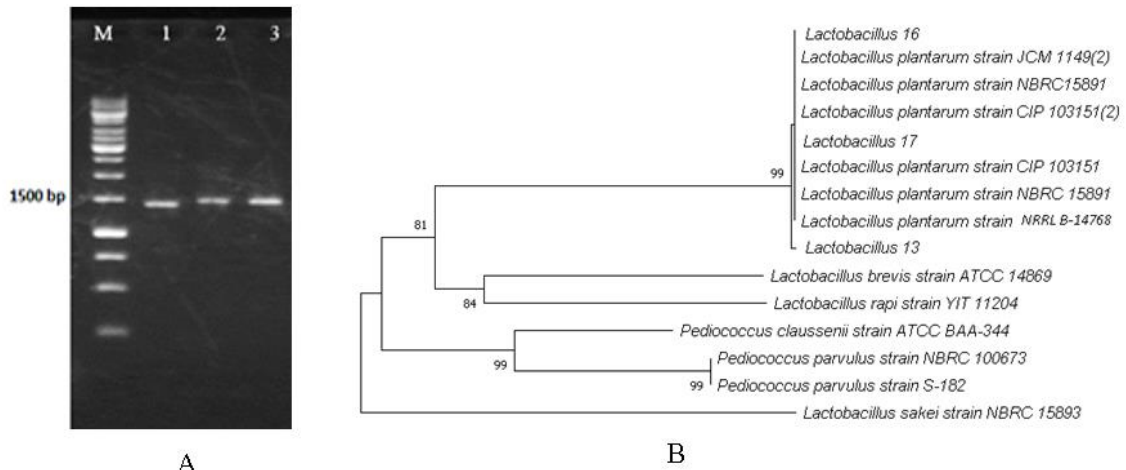 M 1 2 3
1500 bp
A
Lactobacillus 16
Lactobacillus plantarum strain JCM 1149(2)
Lactobacillus plantarum strain NBRC15891
Lactobacillus plantarum strain CIP 103151(2)
Lactobacillus 17
99
Lactobacillus plantarum strain CIP 103151
Lactobacillus plantarum strain NBRC 15891
Lactobacillus plantarum strain NRRL B-14768
81
Lactobacillus 13
Lactobacillus brevis strain ATCC 14869
84
Lactobacillus rapi strain YIT 11204
Pediococcus claussenii strain ATCC BAA-344
99
Pediococcus parvulus strain NBRC 100673
99
Pediococcus parvulus strain S-182
Lactobacillus sakei strain NBRC 15893
B